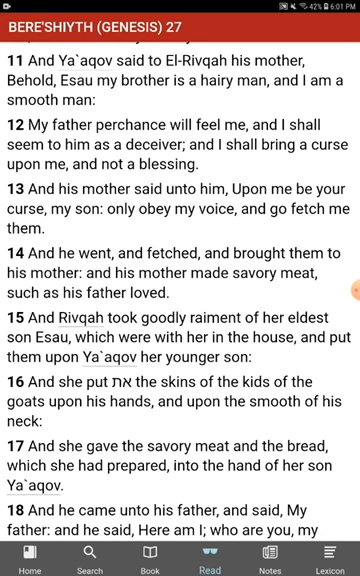 42% 6:01 PM
BERE'SHIYTH (GENESIS) 27
11 And Ya`aqov said to El-Rivqah his mother,
Behold, Esau my brother is a hairy man, and I am a
smooth man:
12 My father perchance will feel me, and I shall
seem to him as a deceiver; and I shall bring a curse
upon me, and not a blessing.
13 And his mother said unto him, Upon me be your
curse, my son: only obey my voice, and go fetch me
them.
14 And he went, and fetched, and brought them to
his mother: and his mother made savory meat,
such as his father loved.
15 And Rivqah took goodly raiment of her eldest
son Esau, which were with her in the house, and put
them upon Ya`aqov her younger son:
16 And she put את the skins of the kids of the
goats upon his hands, and upon the smooth of his
neck:
17 And she gave the savory meat and the bread,
which she had prepared, into the hand of her son
Ya`aqov.
18 And he came unto his father, and said, My
father: and he said, Here am I; who are you, my
Home Search Book Read Notes Lexicon